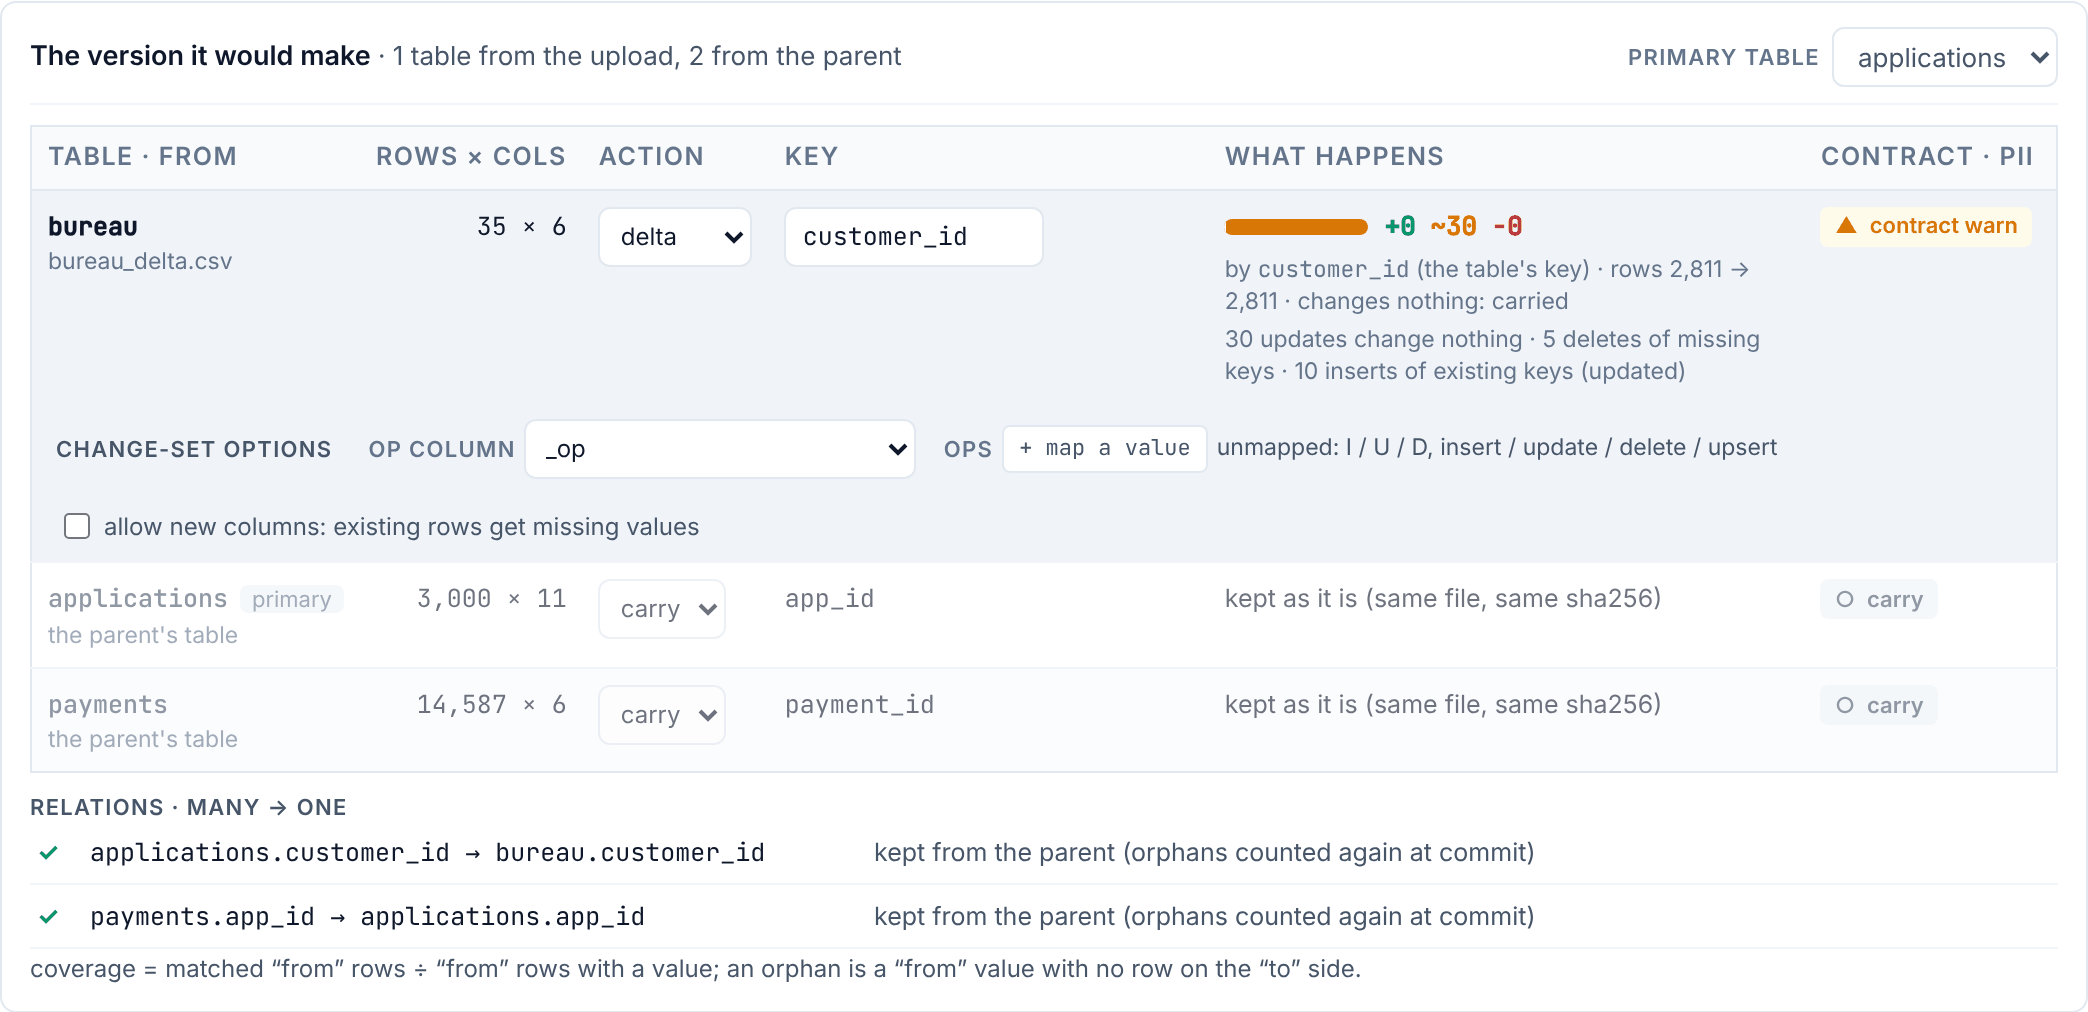 The version it would make · 1 table from the upload, 2 from the parent
PRIMARY TABLE applications
TABLE · FROM ROWS × COLS ACTION KEY WHAT HAPPENS CONTRACT · PII
bureau 35 × 6 delta customer_id +0 ~30 -0 ▲ contract warn
bureau_delta.csv
by customer_id (the table's key) · rows 2,811 →
2,811 · changes nothing: carried
30 updates change nothing · 5 deletes of missing
keys · 10 inserts of existing keys (updated)
CHANGE-SET OPTIONS OP COLUMN _op OPS + map a value unmapped: I / U / D, insert / update / delete / upsert
allow new columns: existing rows get missing values
applications primary 3,000 × 11 carry app_id kept as it is (same file, same sha256) ○ carry
the parent's table
payments 14,587 × 6 carry payment_id kept as it is (same file, same sha256) ○ carry
the parent's table
RELATIONS · MANY → ONE
✓ applications.customer_id → bureau.customer_id kept from the parent (orphans counted again at commit)
✓ payments.app_id → applications.app_id kept from the parent (orphans counted again at commit)
coverage = matched “from” rows ÷ “from” rows with a value; an orphan is a “from” value with no row on the “to” side.